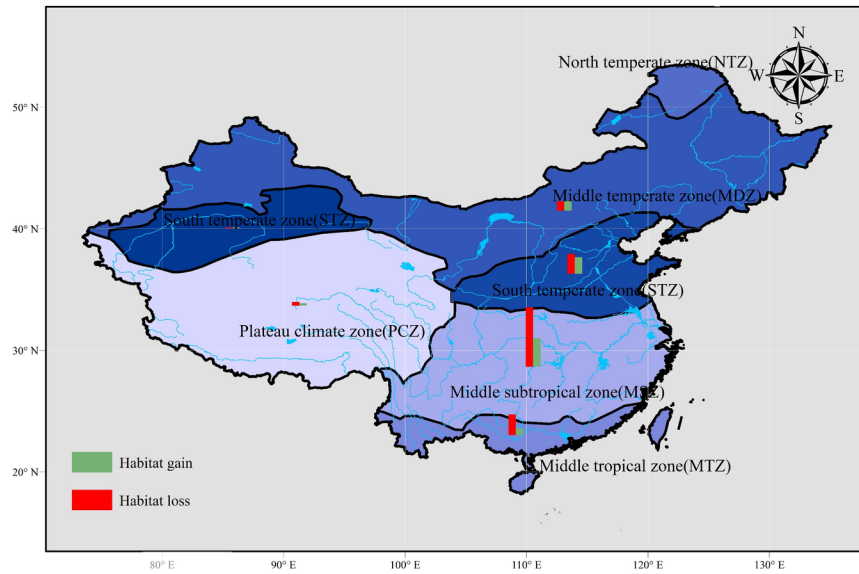 N
W E
S
North temperate zone(NTZ)
50° N
Middle temperate zone(MDZ)
South temperate zone(STZ)
40° N
South temperate zone(STZ)
Plateau climate zone(PCZ)
30° N
Middle subtropical zone(MSZ)
Middle tropical zone(MTZ)
Habitat gain
20° N
Habitat loss
80° E 90° E 100° E 110° E 120° E 130° E